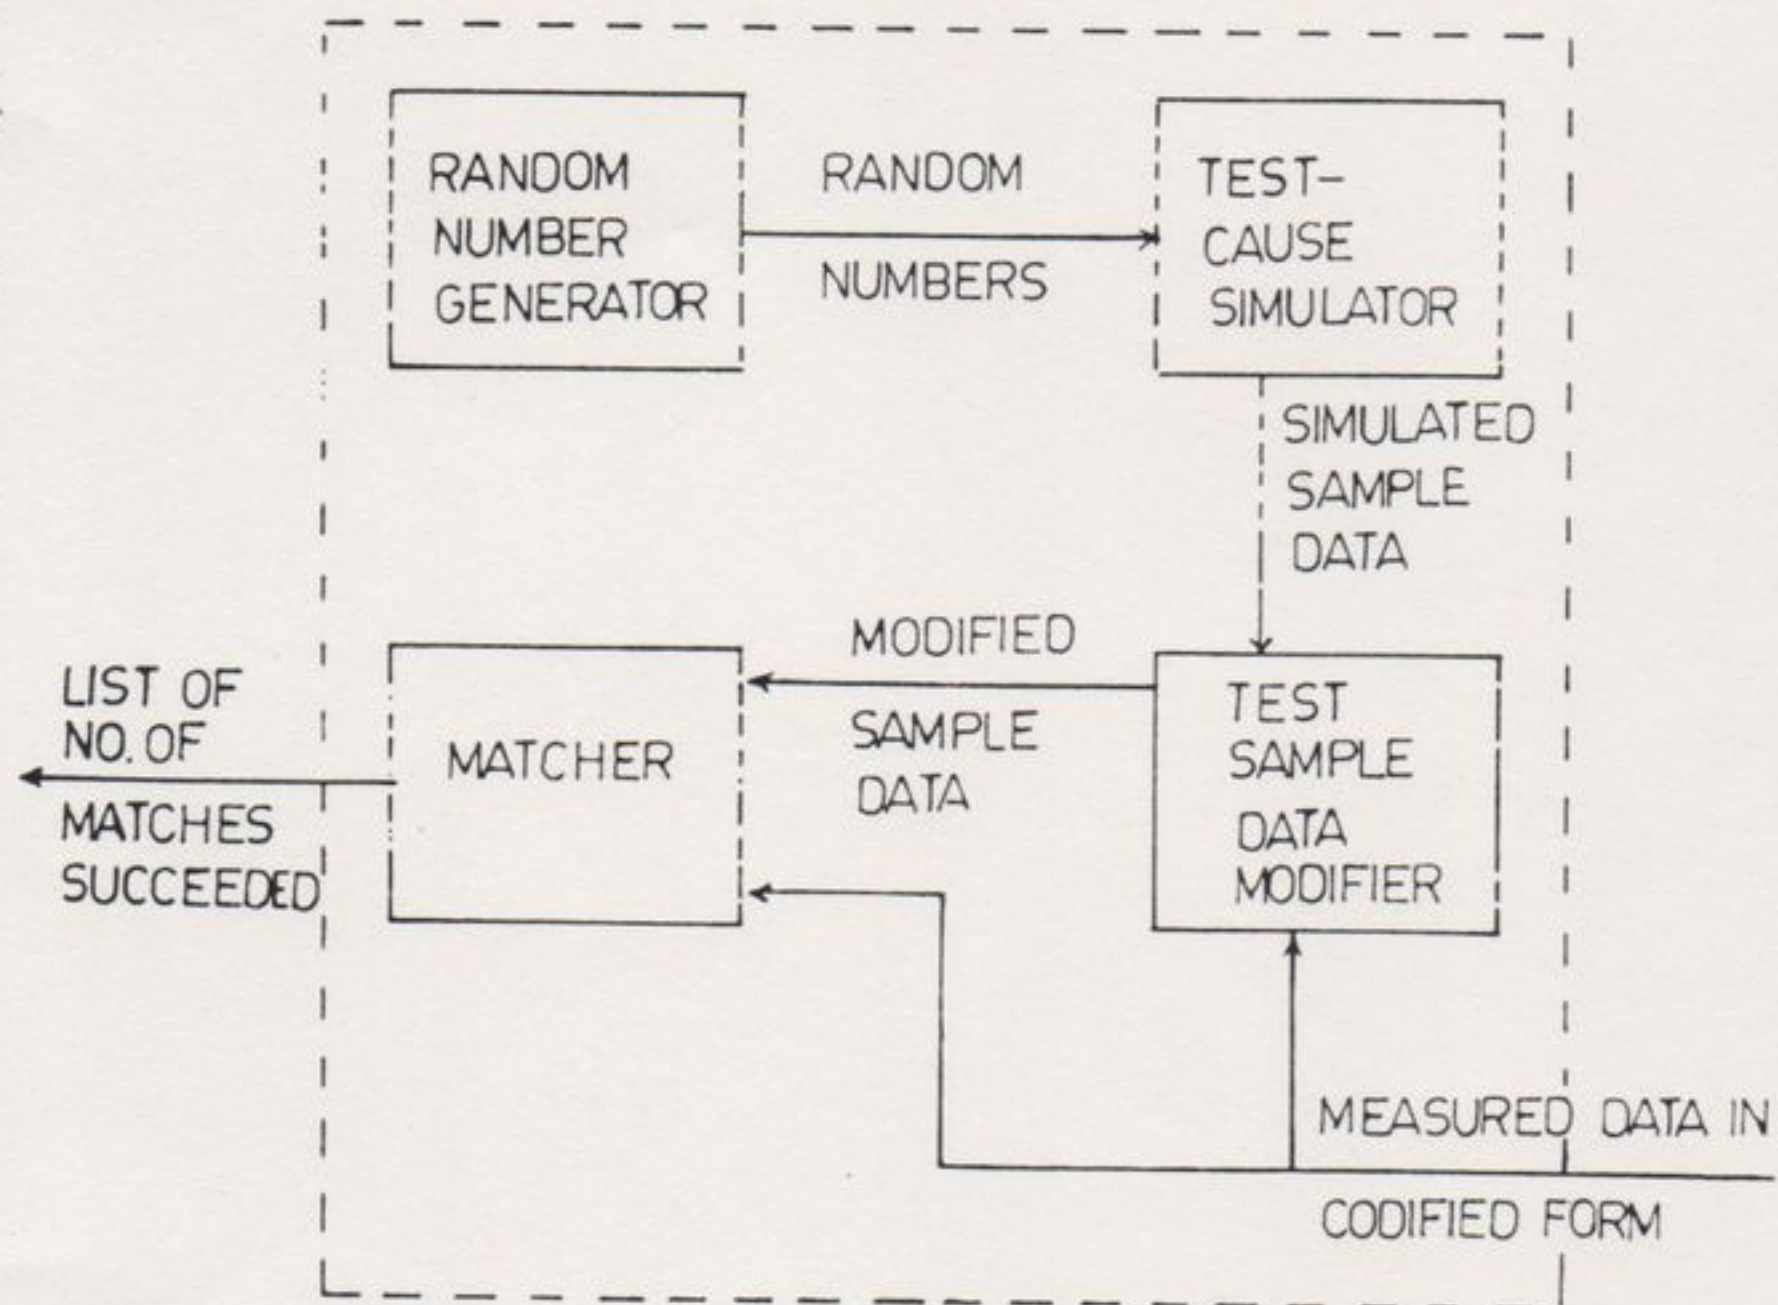 RANDOM
NUMBER
GENERATOR
RANDOM
NUMBERS
TEST-
CAUSE
SIMULATOR
SIMULATED
SAMPLE
DATA
LIST OF
NO. OF
MATCHES
SUCCEEDED
MATCHER
MODIFIED
SAMPLE
DATA
TEST
SAMPLE
DATA
MODIFIER
MEASURED DATA IN
CODIFIED FORM